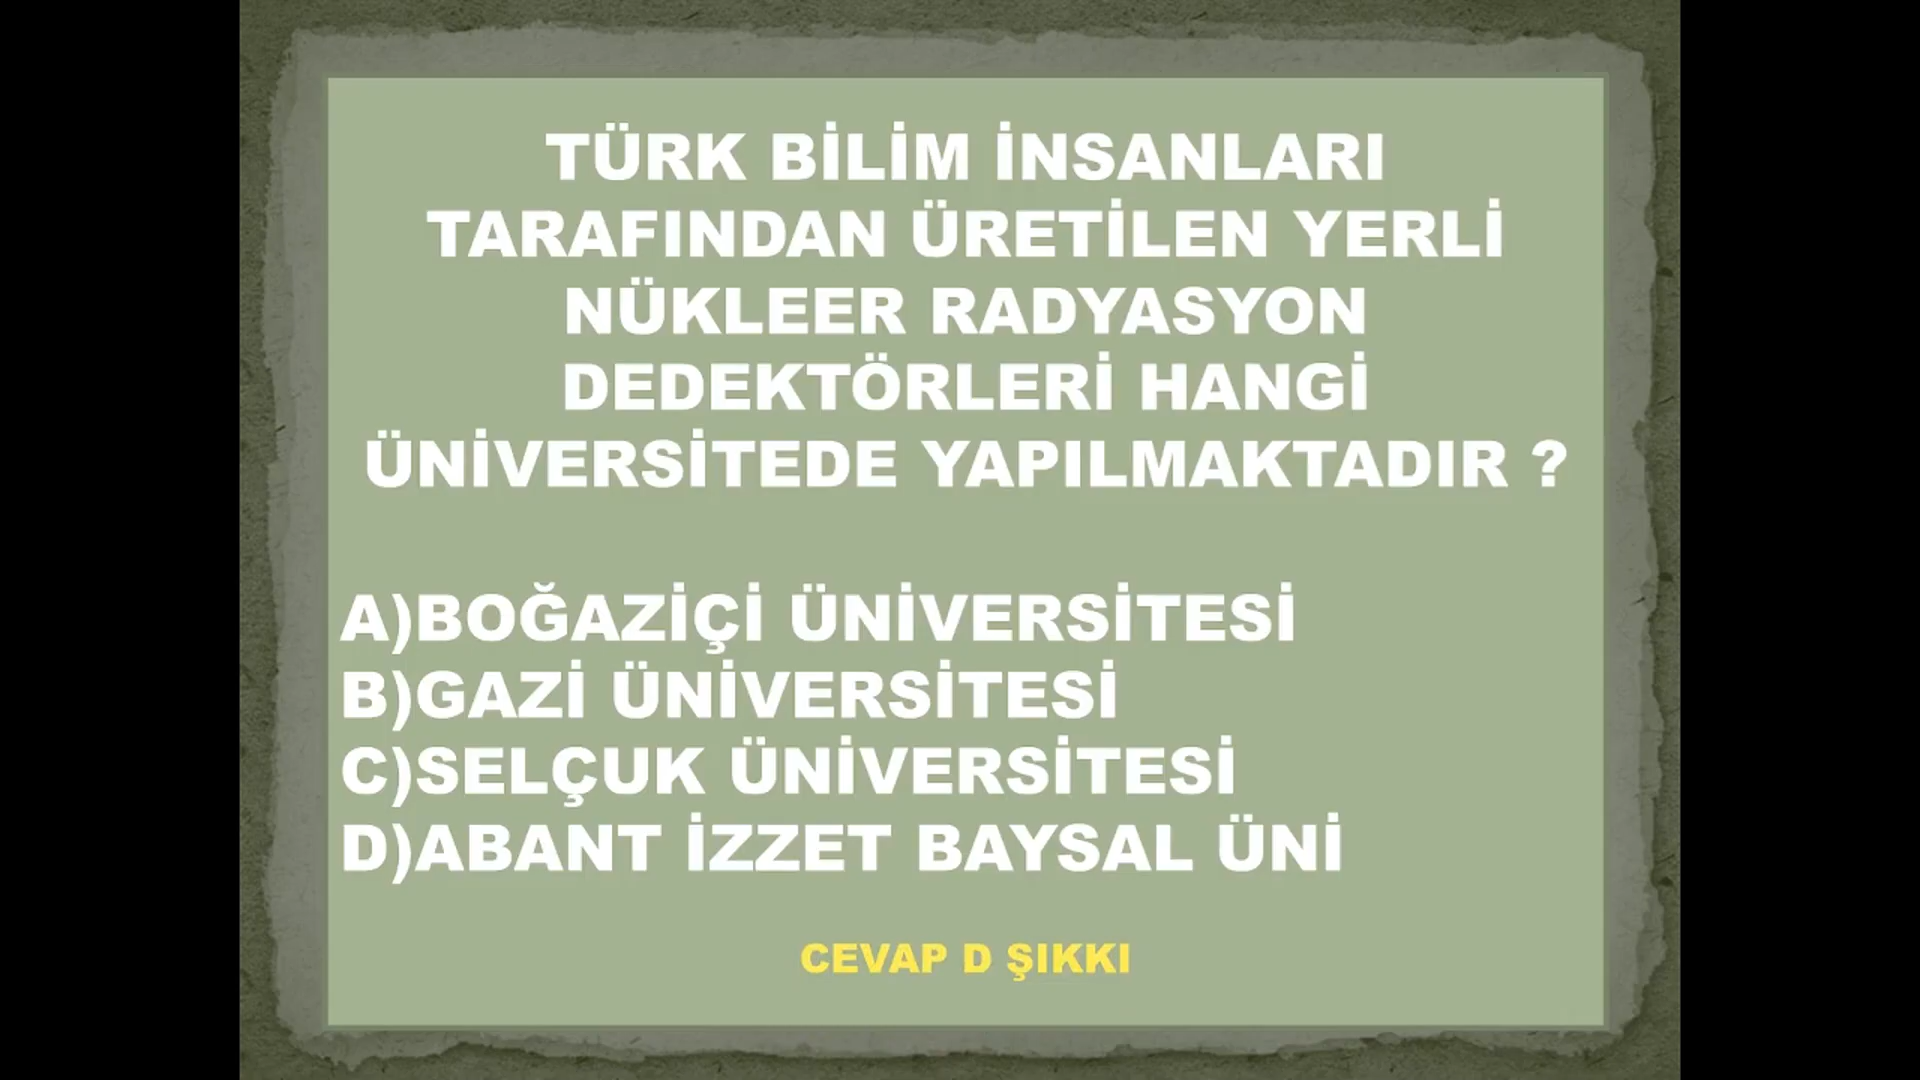 TÜRK BİLİM İNSANLARI
TARAFINDAN ÜRETİLEN YERLİ
NÜKLEER RADYASYON
DEDEKTÖRLERİ HANGİ
ÜNİVERSİTEDE YAPILMAKTADIR ?
A)BOĞAZİÇİ ÜNİVERSİTESİ
B)GAZİ ÜNİVERSİTESİ
C)SELÇUK ÜNİVERSİTESİ
D)ABANT İZZET BAYSAL ÜNİ
CEVAP D ŞIKKI